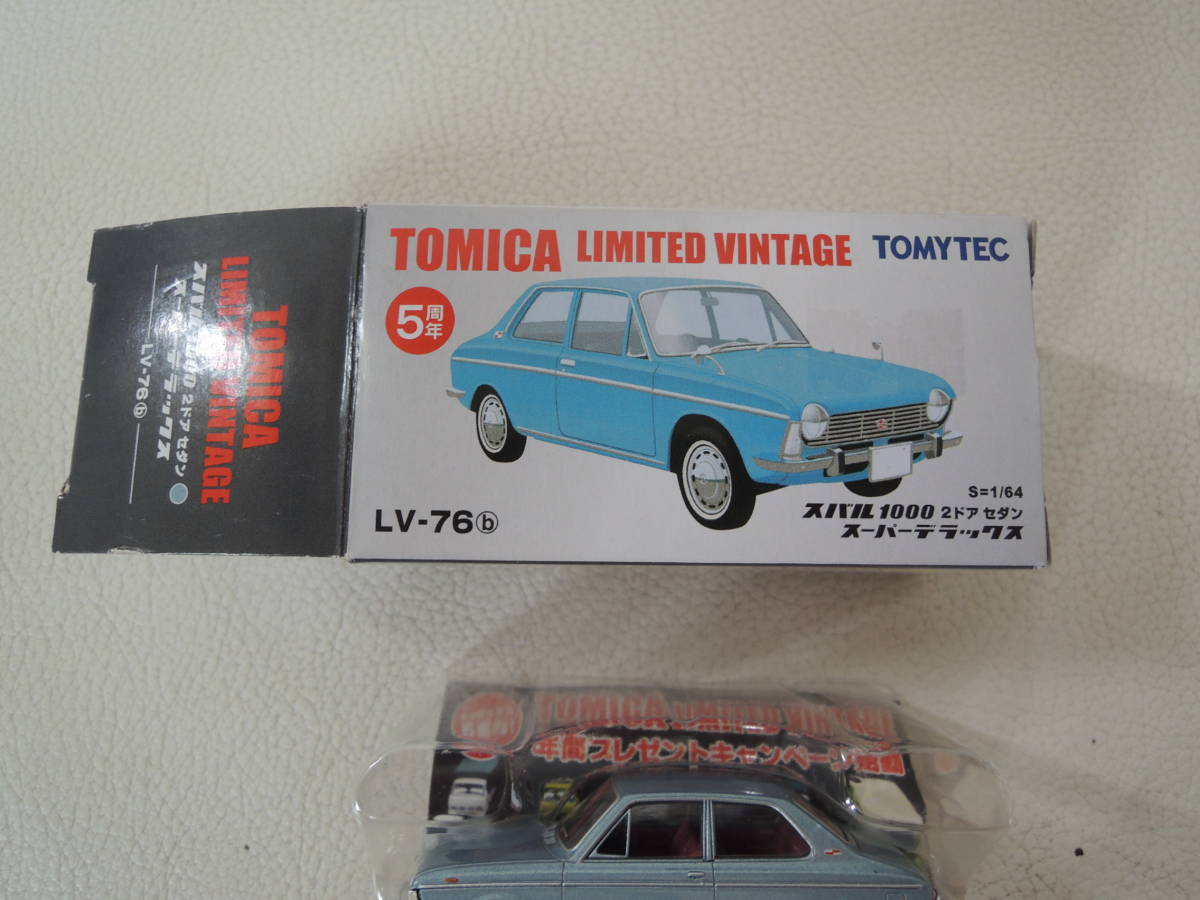 TOMICA LIMITED VINTAGE TOMYTEC
5周年
LV-76ⓑ
S=1/64
スバル1000 2ドア セダン
スーパーデラックス
TOMICA
LIMITED VINTAGE
スバル1000 2ドア セダン
スーパーデラックス
LV-76ⓑ
TOMICA LIMITED VINTAGE
年間プレゼントキャンペーン